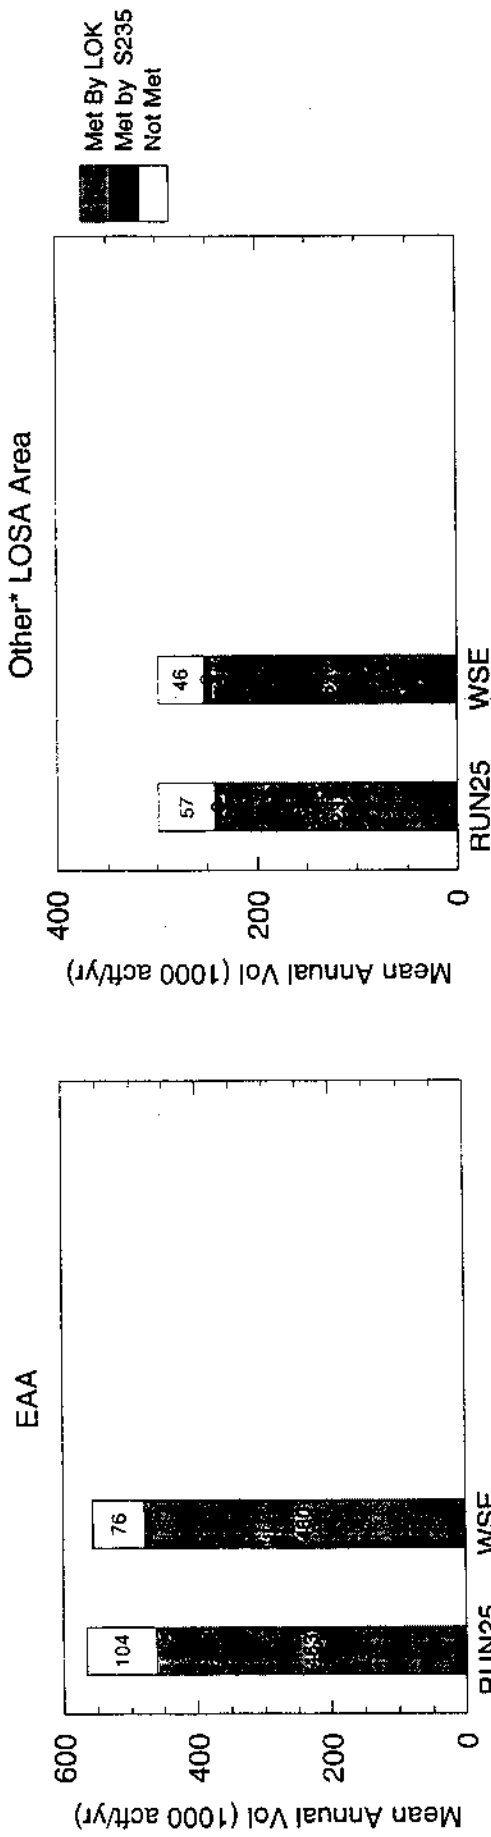 EAA
Mean Annual Vol (1000 acft/yr)
600
400
200
0
104
76
RUN25
WSE
Other* LOSA Area
Mean Annual Vol (1000 acft/yr)
400
200
0
57
46
RUN25
WSE
Met By LOK
Met by S235
Not Met